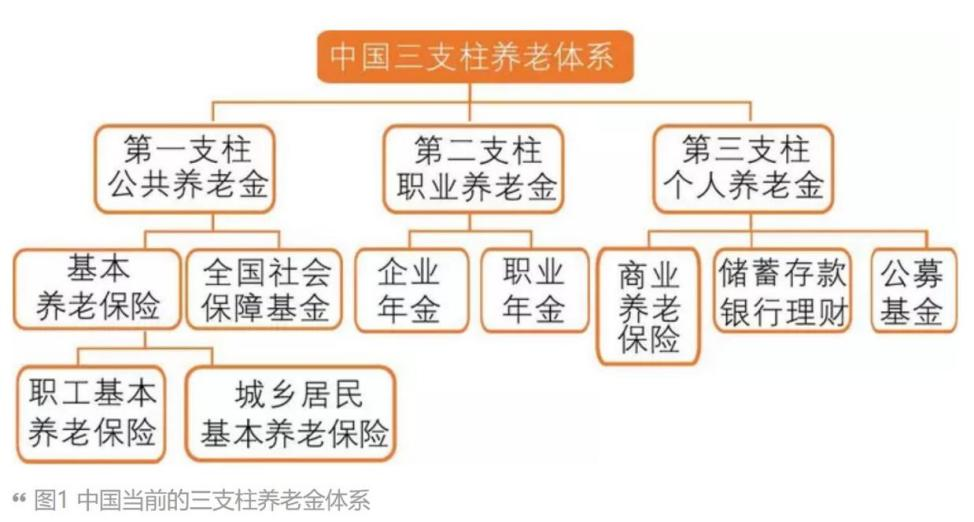 中国三支柱养老体系
第一支柱
公共养老金
第二支柱
职业养老金
第三支柱
个人养老金
基本
养老保险
全国社会
保障基金
企业
年金
职业
年金
商业
养老
保险
储蓄存款
银行理财
公募
基金
职工基本
养老保险
城乡居民
基本养老保险
“ 图1 中国当前的三支柱养老金体系